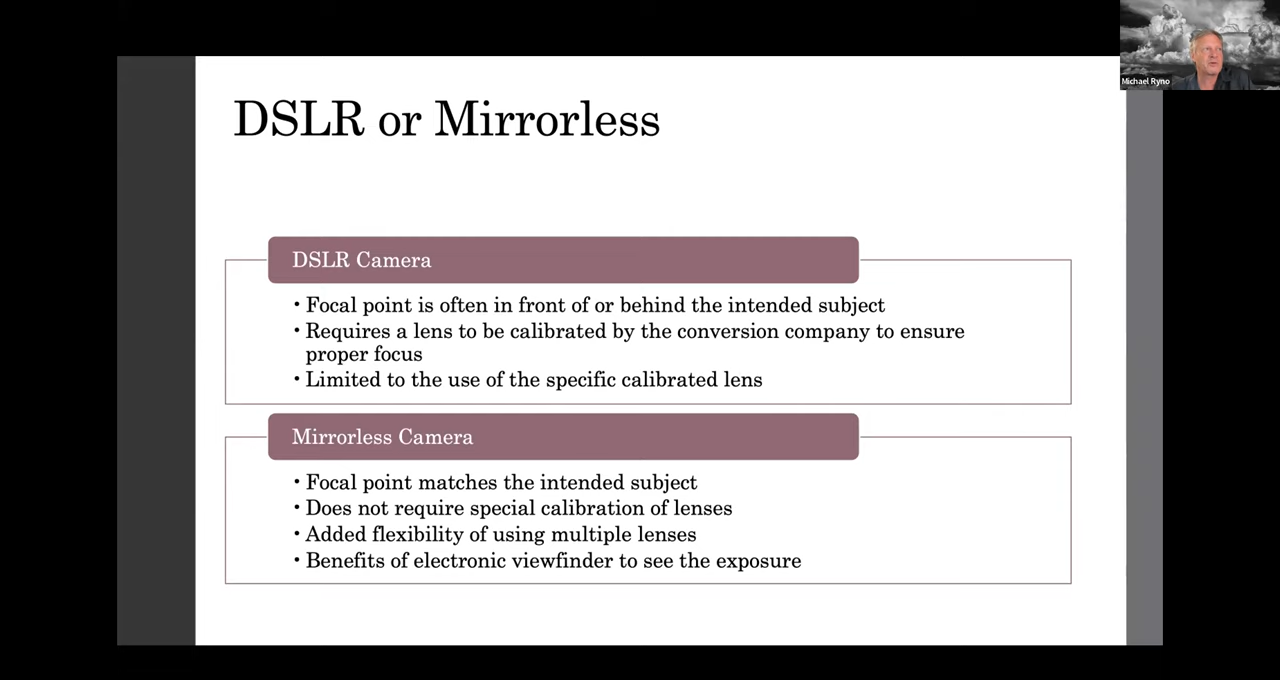 Michael Ryno
DSLR or Mirrorless
DSLR Camera
• Focal point is often in front of or behind the intended subject
• Requires a lens to be calibrated by the conversion company to ensure
proper focus
• Limited to the use of the specific calibrated lens
Mirrorless Camera
• Focal point matches the intended subject
• Does not require special calibration of lenses
• Added flexibility of using multiple lenses
• Benefits of electronic viewfinder to see the exposure